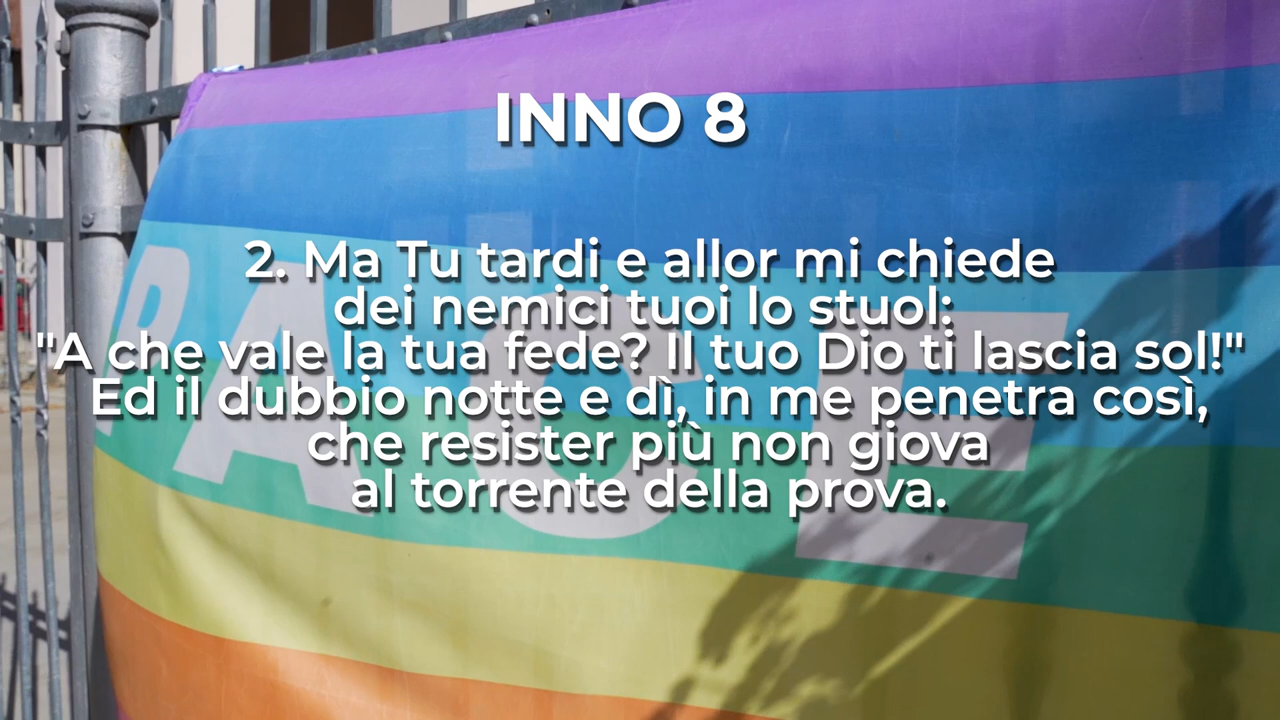 INNO 8
2. Ma Tu tardi e allor mi chiede
dei nemici tuoi lo stuol:
"A che vale la tua fede? Il tuo Dio ti lascia sol!"
Ed il dubbio notte e dì, in me penetra così,
che resister più non giova
al torrente della prova.
PACE